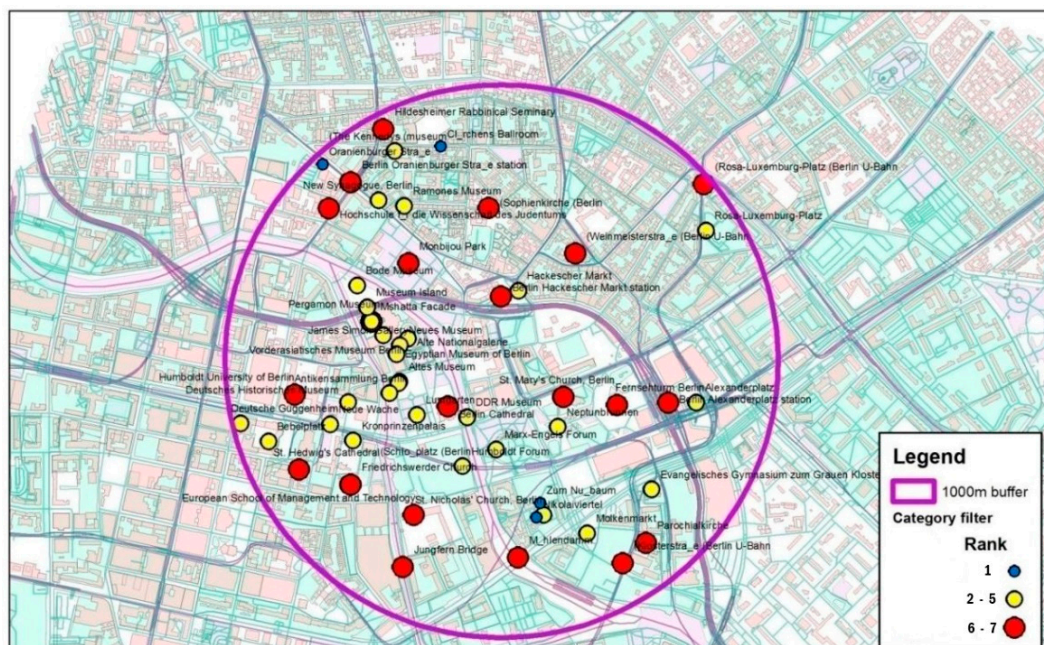 Hildesheimer Rabbinical Seminary
Cl_rchens Ballroom
(The Kennedys (museum
Oranienburger Stra_e
Berlin Oranienburger Stra_e station
(Rosa-Luxemburg-Platz (Berlin U-Bahn
New Synagogue, Berlin
Ramones Museum
(Sophienkirche (Berlin
Hochschule die Wissenschaft des Judentums
Rosa-Luxemburg-Platz
(Weinmeisterstra_e (Berlin U-Bahn
Monbijou Park
Bode Museum
Hackescher Markt
Berlin Hackescher Markt station
Museum Island
Pergamon Museum
Mshatta Facade
James Simon Gallery
Neues Museum
Alte Nationalgalerie
Vorderasiatisches Museum Berlin
Egyptian Museum of Berlin
Altes Museum
Humboldt University of Berlin
Antikensammlung Berlin
St. Mary's Church, Berlin
Deutsches Historisches Museum
Fernsehturm Berlin
Alexanderplatz
Berlin Alexanderplatz station
Lustgarten
DDR Museum
Deutsche Guggenheim
Neue Wache
Berlin Cathedral
Neptunbrunnen
Bebelplatz
Kronprinzenpalais
Marx-Engels Forum
St. Hedwig's Cathedral
(Schlo_platz (Berlin
Humboldt Forum
Friedrichswerder Church
Evangelisches Gymnasium zum Grauen Kloste
European School of Management and Technology
St. Nicholas' Church, Berlin
Zum Nu_baum
Nikolaiviertel
Molkenmarkt
Parochialkirche
M_hlendamm
Klosterstra_e (Berlin U-Bahn
Jungfern Bridge
Legend
1000m buffer
Category filter
Rank
1
2 - 5
6 - 7